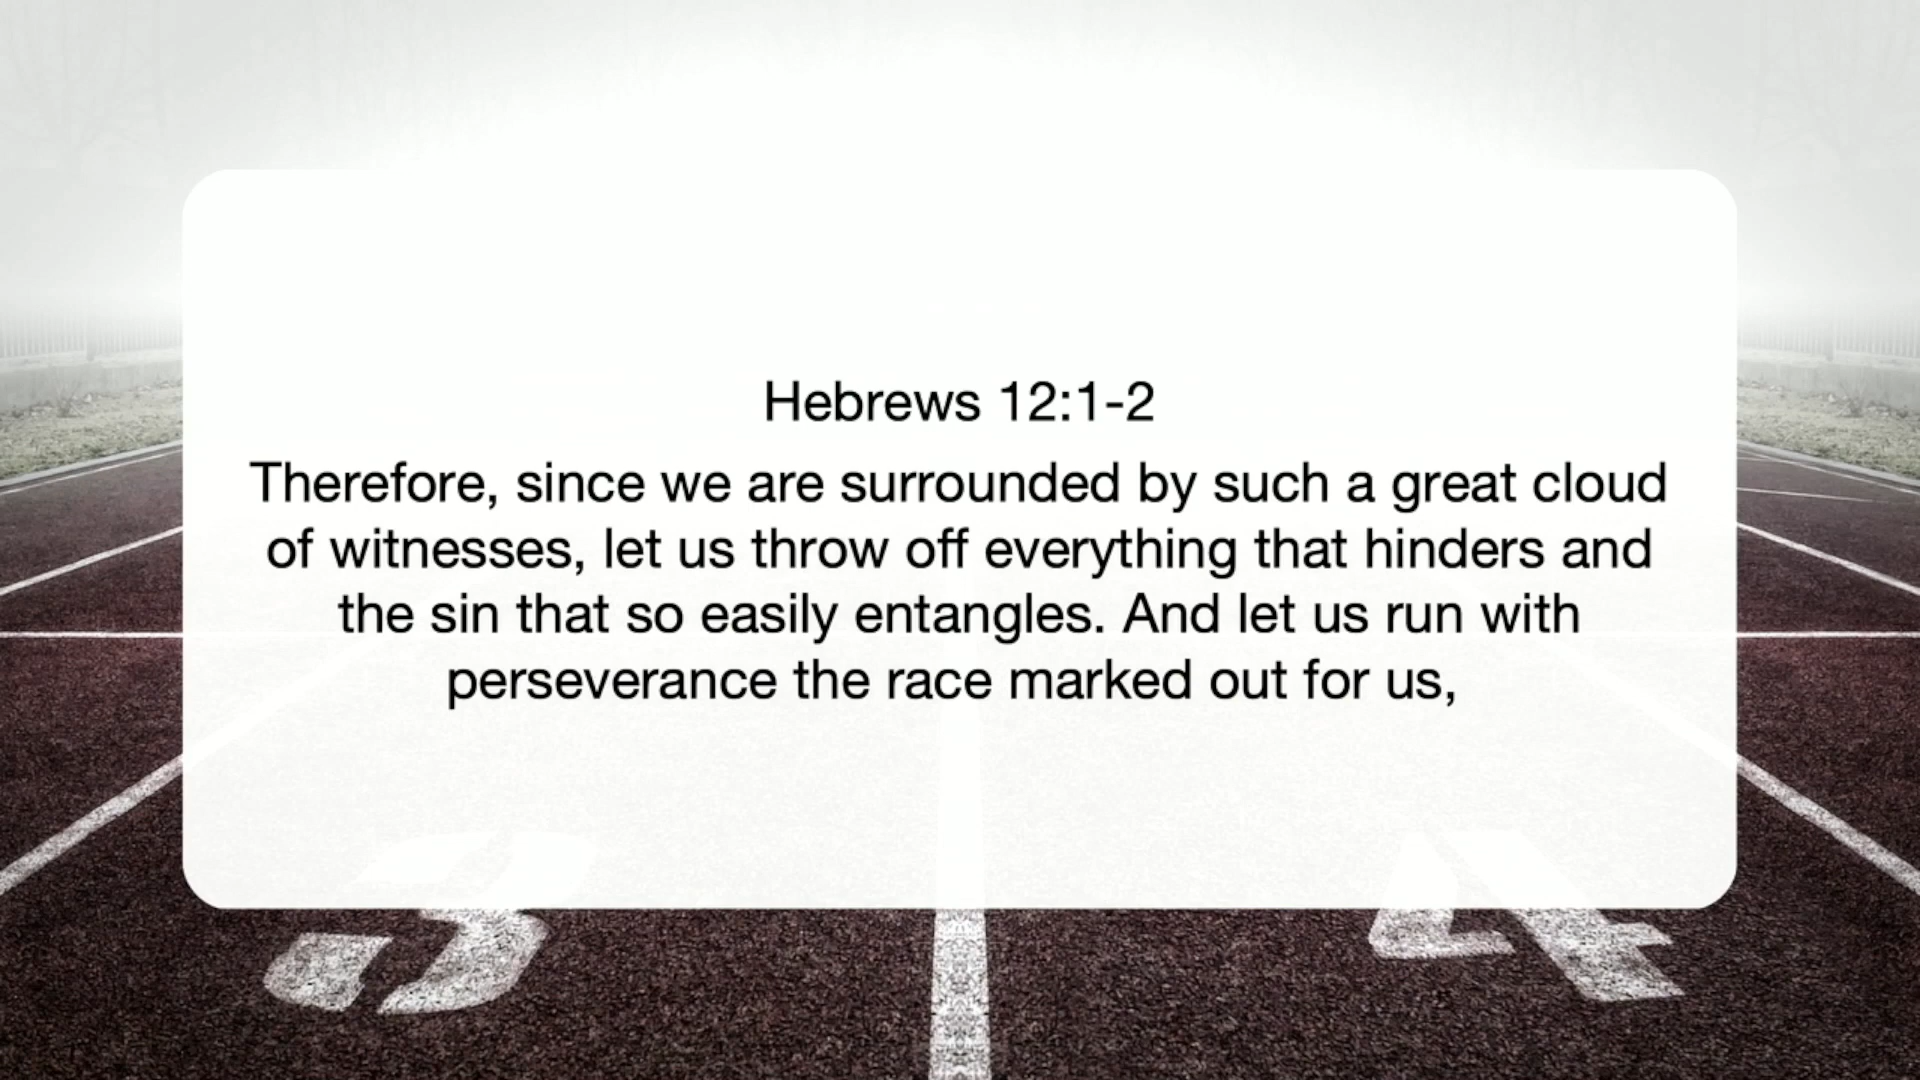 Hebrews 12:1-2
Therefore, since we are surrounded by such a great cloud
of witnesses, let us throw off everything that hinders and
the sin that so easily entangles. And let us run with
perseverance the race marked out for us,
3 4